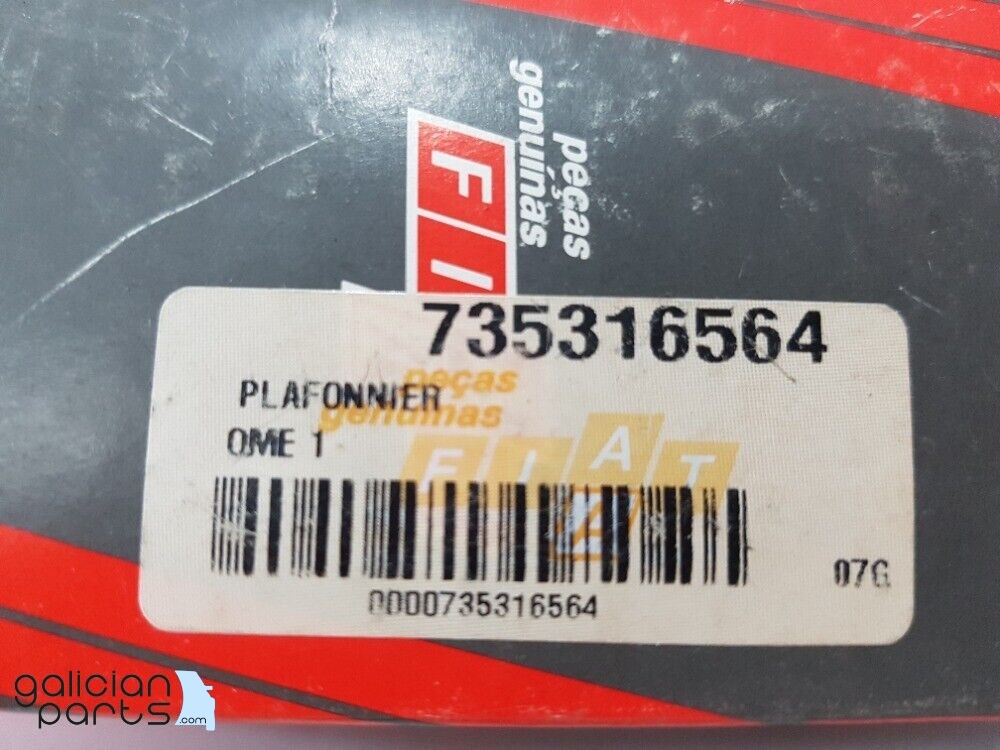 peças
genuínas
FI
735316564
PLAFONNIER
QME 1
peças
genuínas
FIAT
07G
0000735316564
galician
parts.com